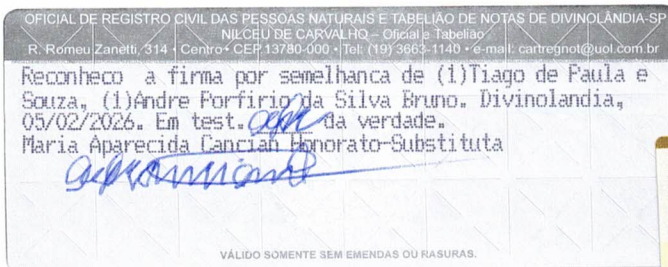 OFICIAL DE REGISTRO CIVIL DAS PESSOAS NATURAIS E TABELIÃO DE NOTAS DE DIVINOLÂNDIA-SP
NILCEU DE CARVALHO – Oficial e Tabelião
R. Romeu Zanetti, 314 • Centro • CEP 13780-000 • Tel: (19) 3663-1140 • e-mail: cartregnot@uol.com.br
Reconheco a firma por semelhanca de (1)Tiago de Paula e
Souza, (1)Andre Porfirio da Silva Bruno. Divinolandia,
05/02/2026. Em test. da verdade.
Maria Aparecida Cancian Honorato-Substituta
VÁLIDO SOMENTE SEM EMENDAS OU RASURAS.